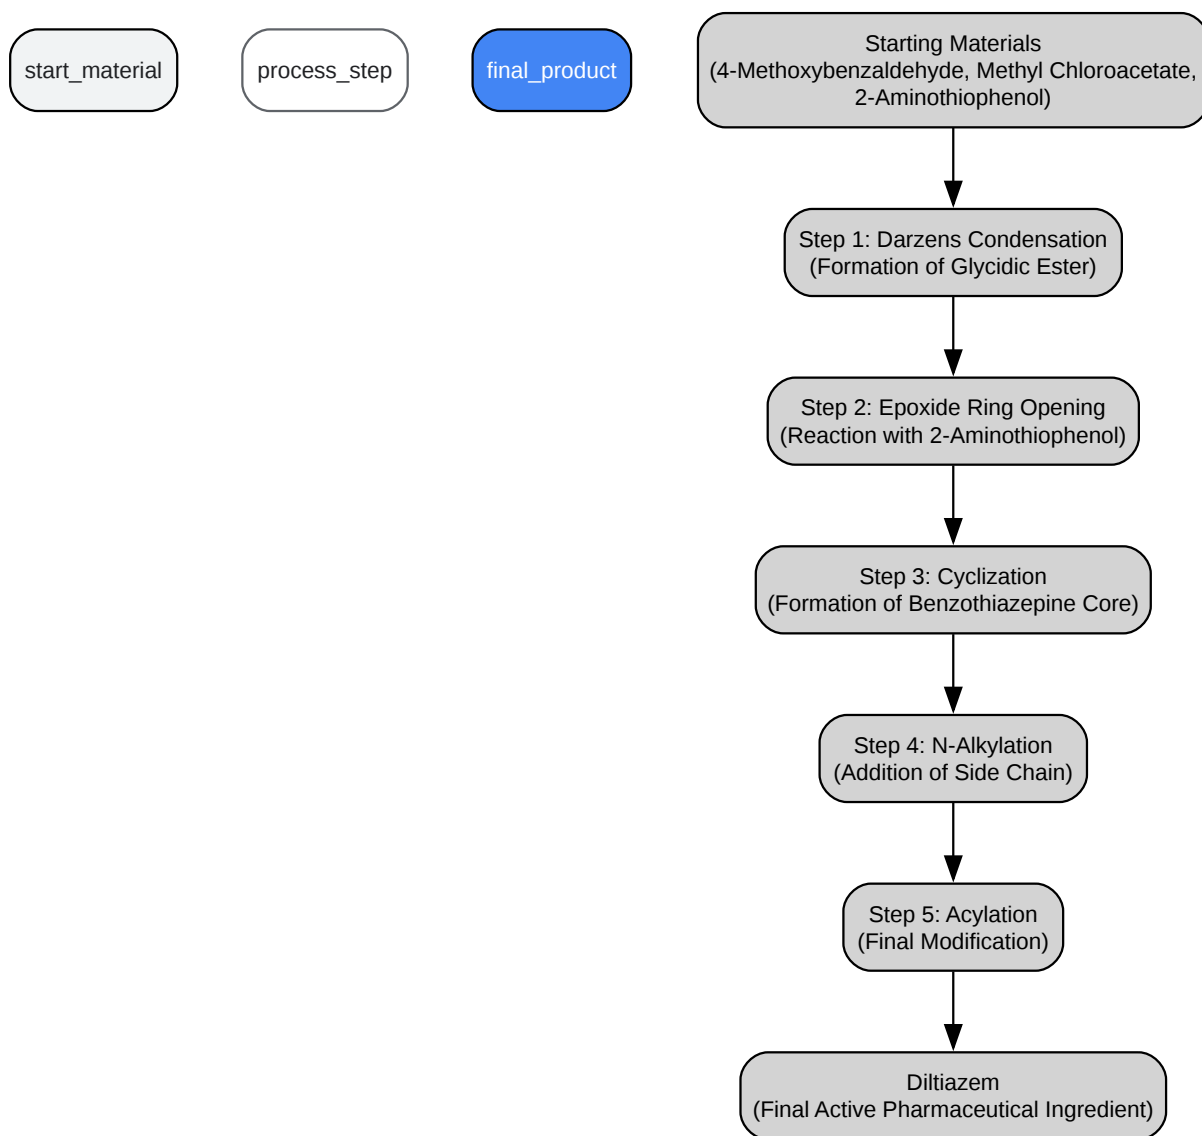 start_material
process_step
final_product
Starting Materials
(4-Methoxybenzaldehyde, Methyl Chloroacetate,
2-Aminothiophenol)
Step 1: Darzens Condensation
(Formation of Glycidic Ester)
Step 2: Epoxide Ring Opening
(Reaction with 2-Aminothiophenol)
Step 3: Cyclization
(Formation of Benzothiazepine Core)
Step 4: N-Alkylation
(Addition of Side Chain)
Step 5: Acylation
(Final Modification)
Diltiazem
(Final Active Pharmaceutical Ingredient)